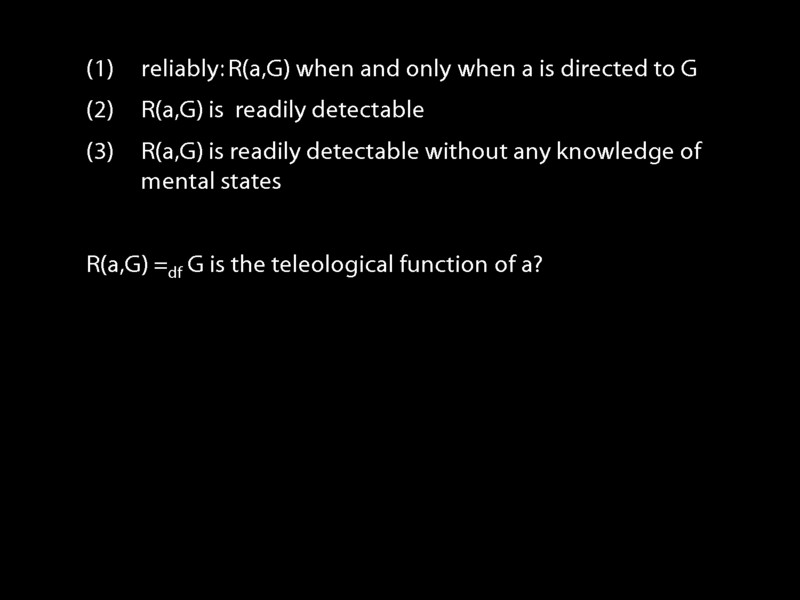 (1) reliably: R(a,G) when and only when a is directed to G
(2) R(a,G) is readily detectable
(3) R(a,G) is readily detectable without any knowledge of
mental states
R(a,G) =df G is the teleological function of a?